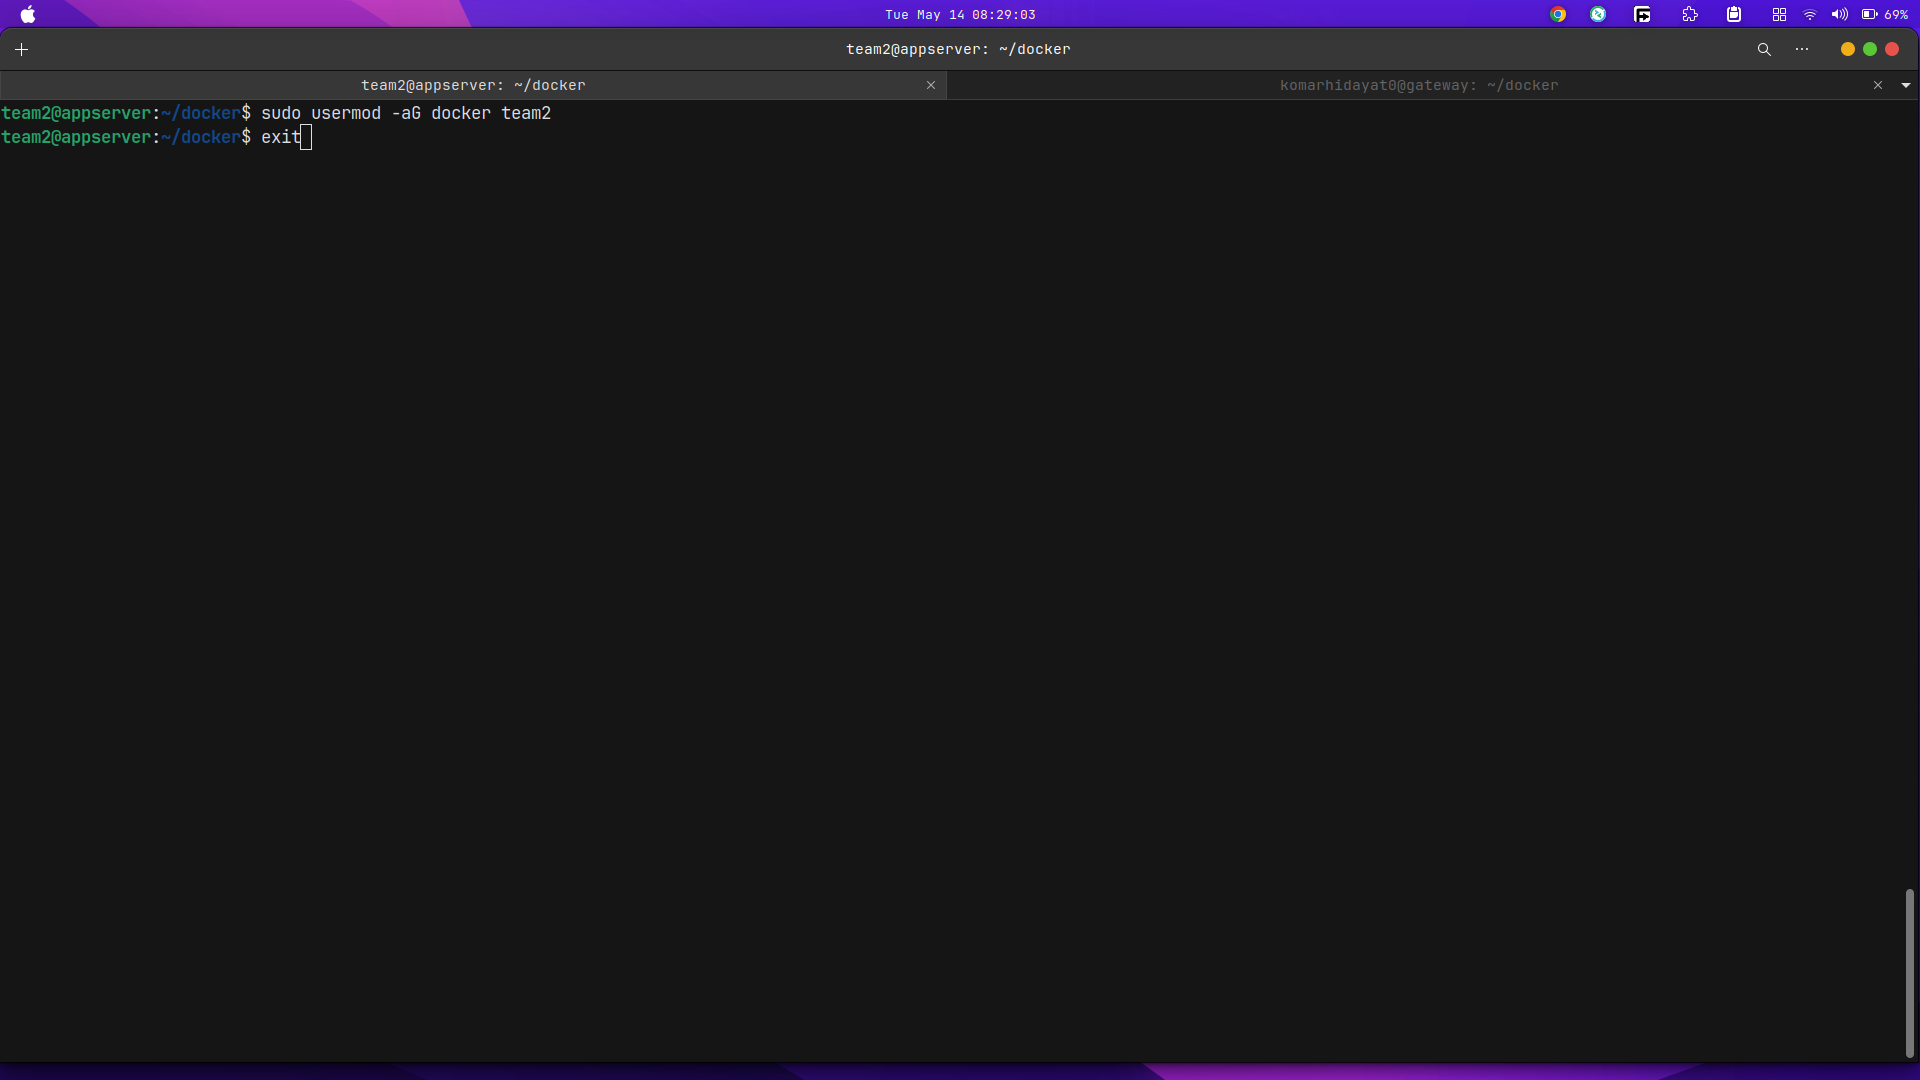 Tue May 14 08:29:03
69%
team2@appserver: ~/docker
team2@appserver: ~/docker
komarhidayat0@gateway: ~/docker
team2@appserver:~/docker$ sudo usermod -aG docker team2
team2@appserver:~/docker$ exit